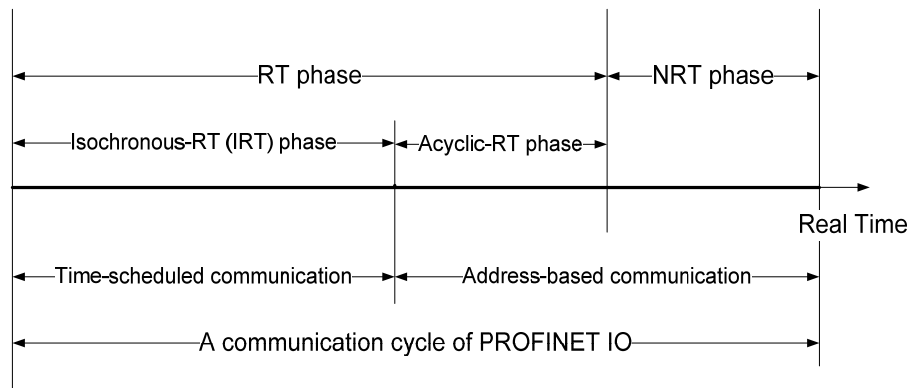 RT phase
NRT phase
Isochronous-RT (IRT) phase
Acyclic-RT phase
Real Time
Time-scheduled communication
Address-based communication
A communication cycle of PROFINET IO